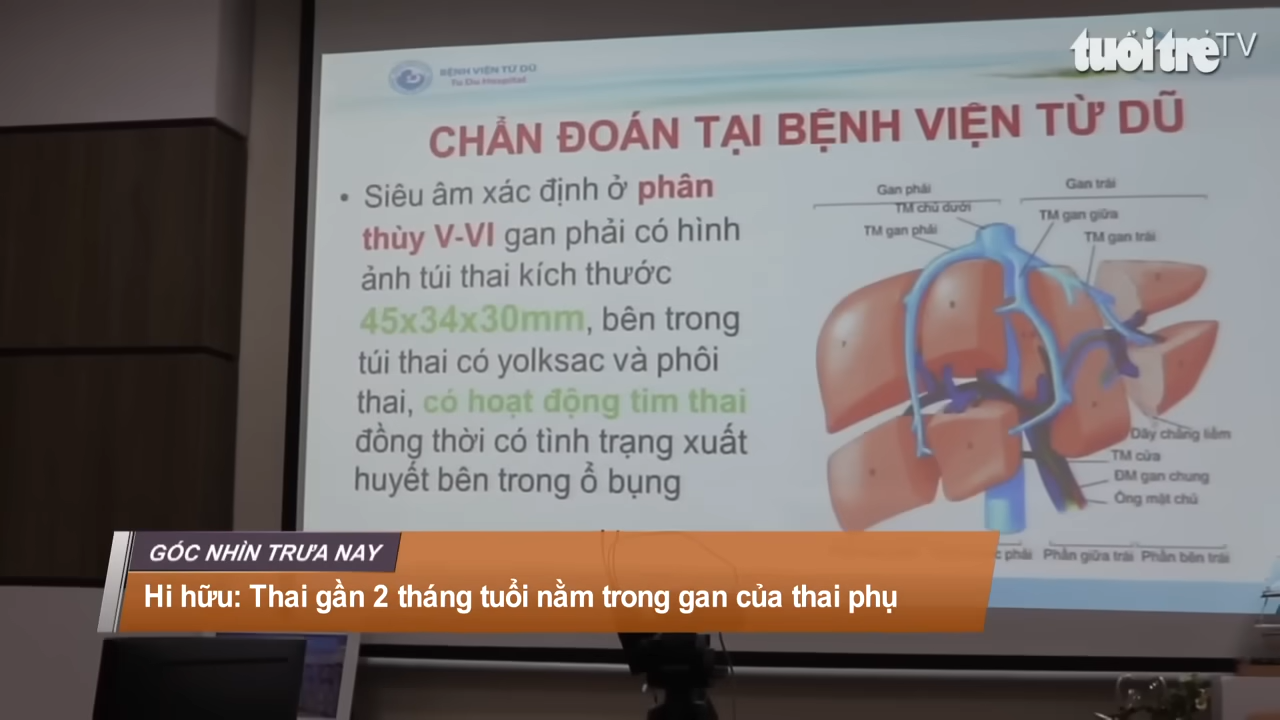 tuổi trẻ TV
BỆNH VIỆN TỪ DŨ
Tu Du Hospital
CHẨN ĐOÁN TẠI BỆNH VIỆN TỪ DŨ
• Siêu âm xác định ở phân
thùy V-VI gan phải có hình
ảnh túi thai kích thước
45x34x30mm, bên trong
túi thai có yolksac và phôi
thai, có hoạt động tim thai
đồng thời có tình trạng xuất
huyết bên trong ổ bụng
Gan phải
Gan trái
TM chủ dưới
TM gan giữa
TM gan phải
TM gan trái
Dây chằng liềm
TM cửa
ĐM gan chung
Ống mật chủ
phải
Phần giữa trái
Phần bên trái
GÓC NHÌN TRƯA NAY
Hi hữu: Thai gần 2 tháng tuổi nằm trong gan của thai phụ